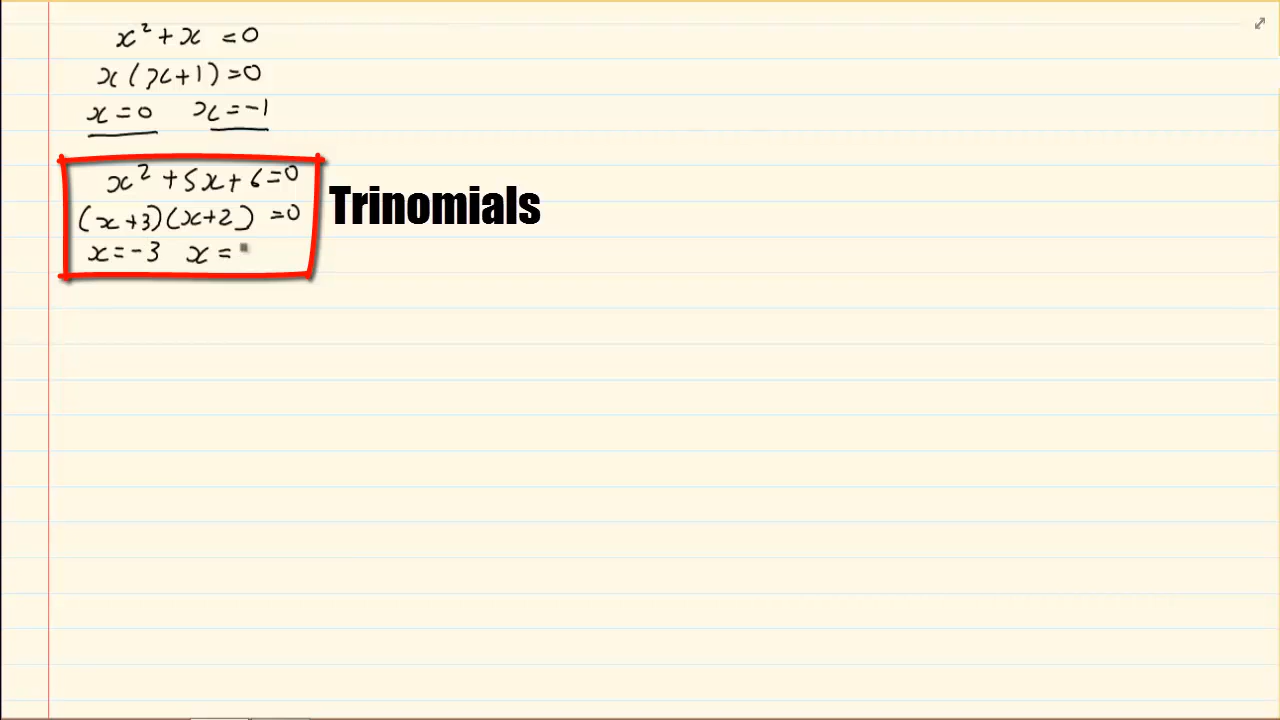 x² + x = 0
x(x+1) = 0
x = 0 x = -1
x² + 5x + 6 = 0
(x+3)(x+2) = 0
x = -3 x = -
Trinomials